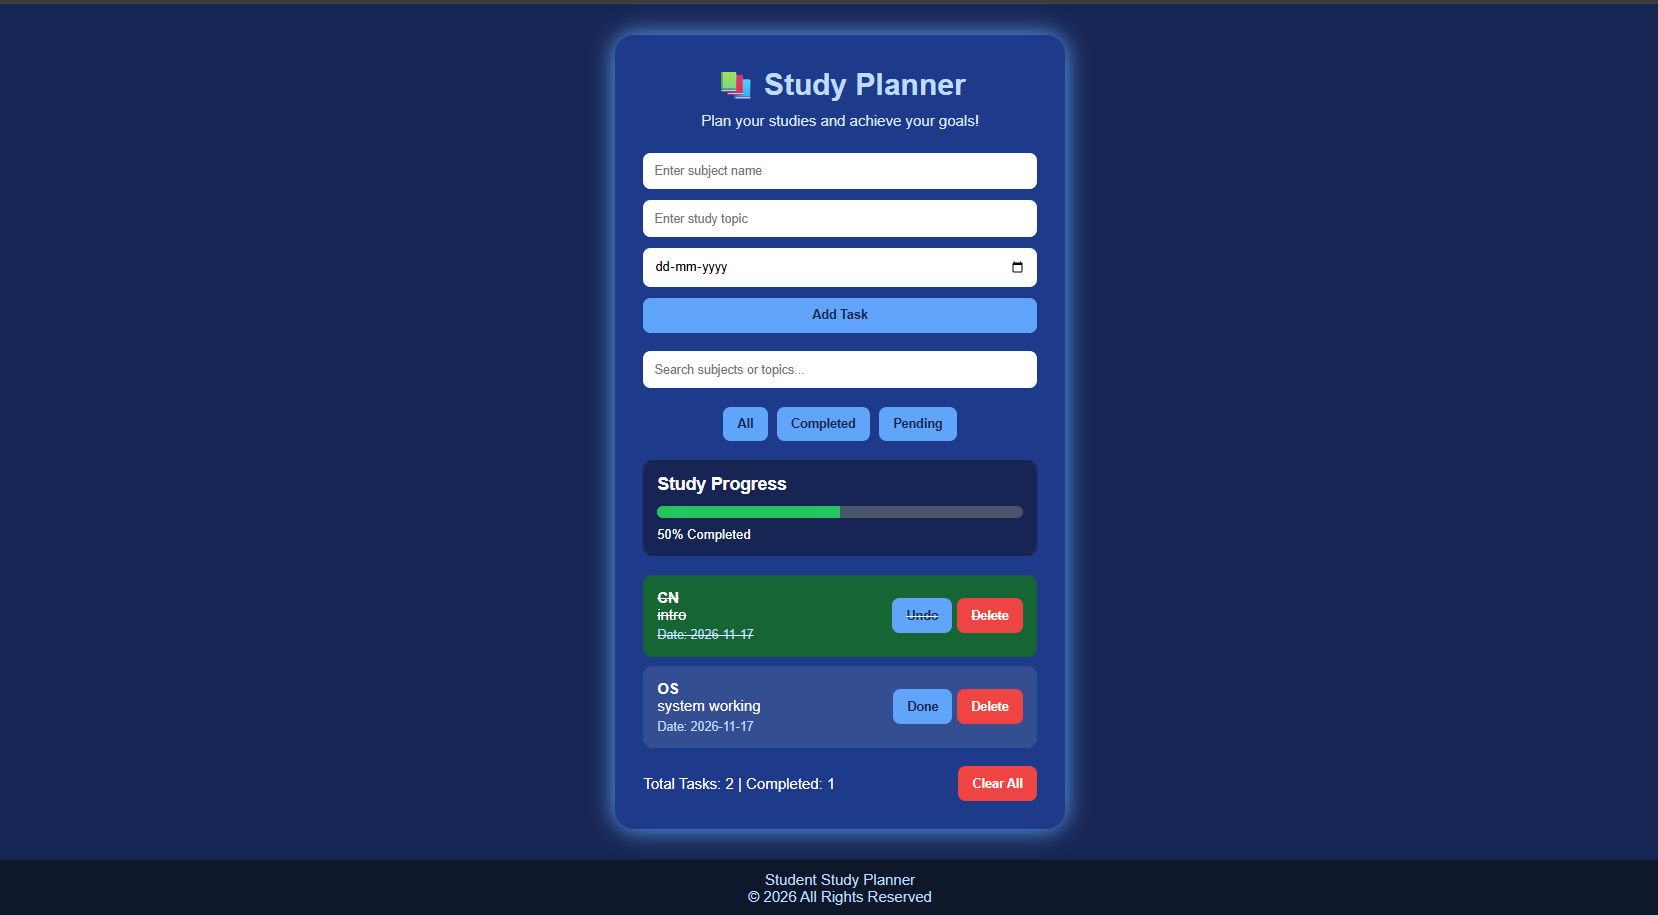 Study Planner
Plan your studies and achieve your goals!
Enter subject name
Enter study topic
dd-mm-yyyy
Add Task
Search subjects or topics...
All Completed Pending
Study Progress
50% Completed
CN
intro
Date: 2026-11-17
Undo Delete
OS
system working
Date: 2026-11-17
Done Delete
Total Tasks: 2 | Completed: 1
Clear All
Student Study Planner
© 2026 All Rights Reserved